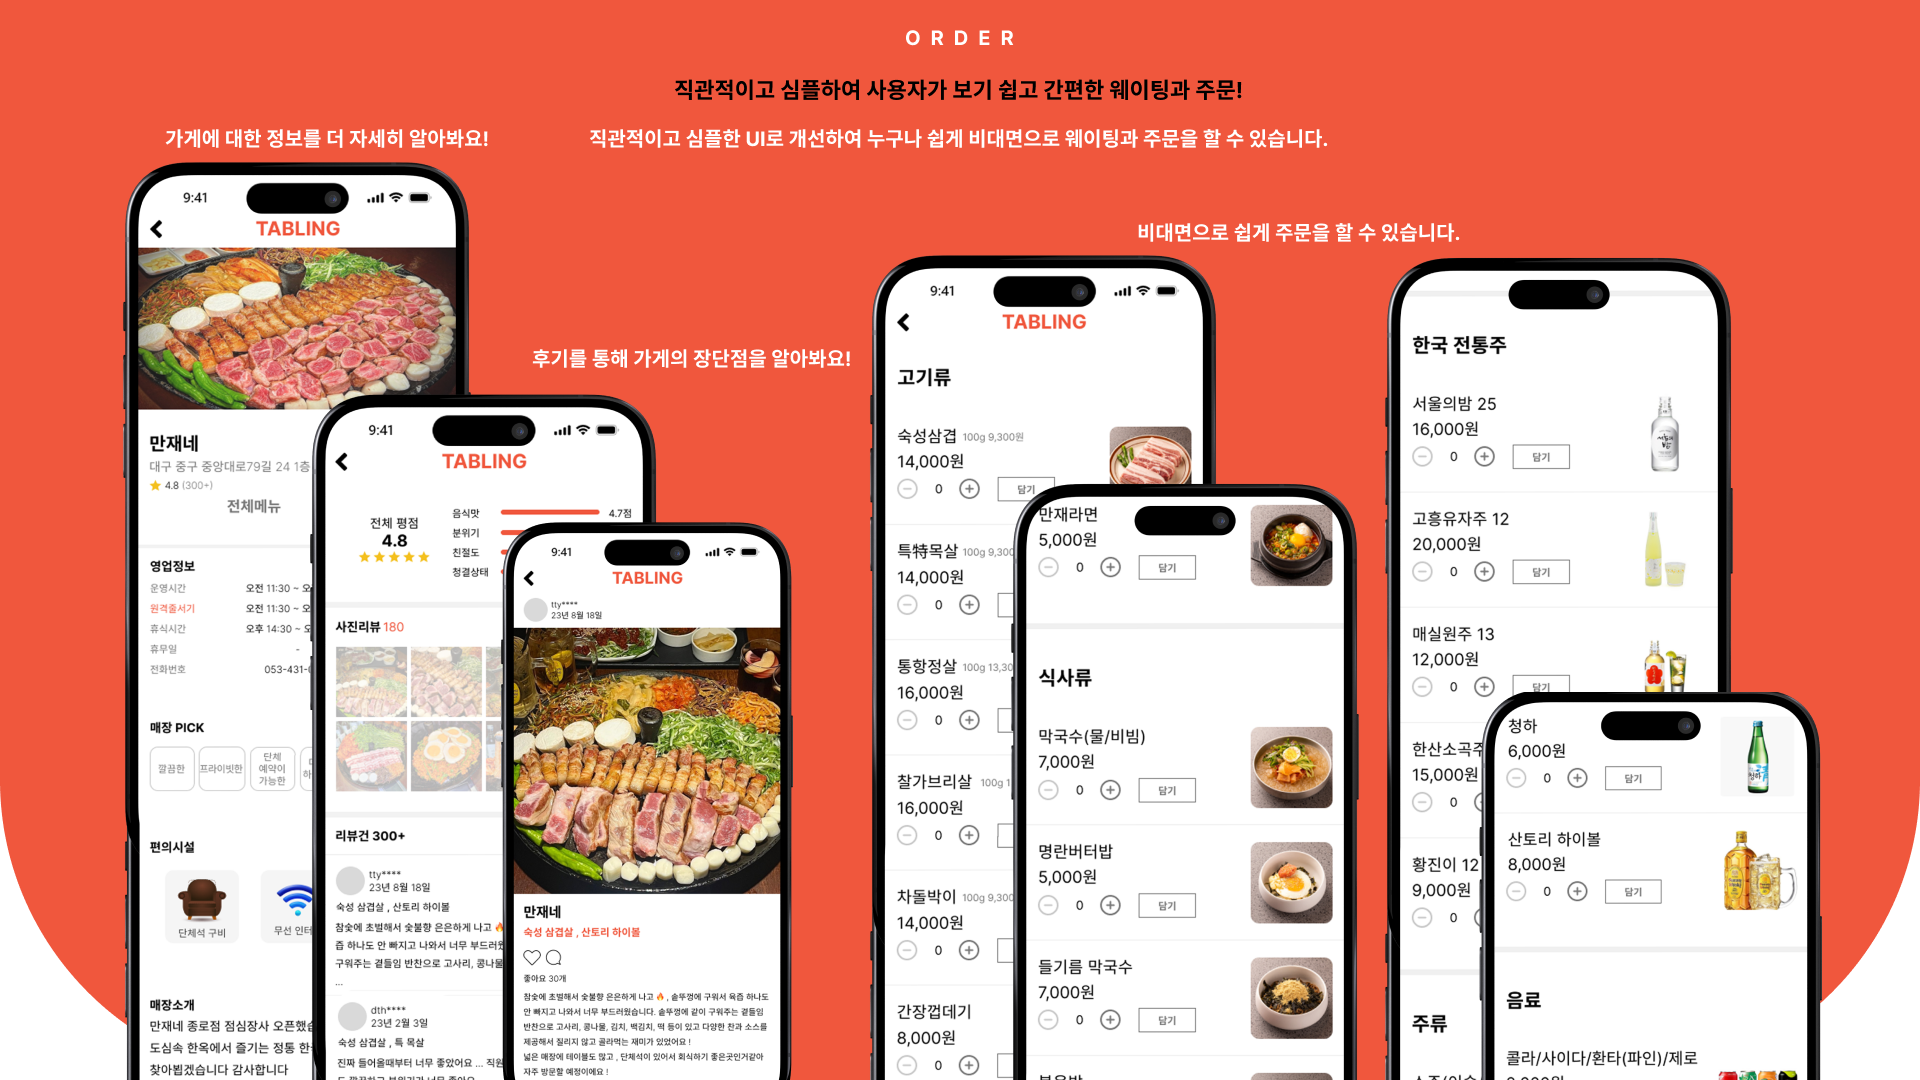 ORDER
직관적이고 심플하여 사용자가 보기 쉽고 간편한 웨이팅과 주문!
가게에 대한 정보를 더 자세히 알아봐요!
직관적이고 심플한 UI로 개선하여 누구나 쉽게 비대면으로 웨이팅과 주문을 할 수 있습니다.
비대면으로 쉽게 주문을 할 수 있습니다.
후기를 통해 가게의 장단점을 알아봐요!
9:41
TABLING
만재네
대구 중구 중앙대로79길 24 1층
4.8 (300+)
전체메뉴
영업정보
운영시간 오전 11:30 ~
원격줄서기 오전 11:30 ~
휴식시간 오후 14:30 ~
휴무일 -
전화번호 053-431-
매장 PICK
깔끔한
프라이빗한
단체
예약이
가능한
편의시설
단체석 구비
무선 인터
매장소개
만재네 종로점 점심장사 오픈했습
도심속 한옥에서 즐기는 정통 한
찾아뵙겠습니다 감사합니다
9:41
TABLING
전체 평점
4.8
음식맛 4.7점
분위기
친절도
청결상태
사진리뷰 180
리뷰건 300+
tty****
23년 8월 18일
숙성 삼겹살 , 산토리 하이볼
참숯에 초벌해서 숯불향 은은하게 나고
즙 하나도 안 빠지고 나와서 너무 부드러웠
구워주는 곁들임 반찬으로 고사리, 콩나물
...
dth****
23년 2월 3일
숙성 삼겹살 , 특 목살
진짜 들어올때부터 너무 좋았어요 ... 직원
9:41
TABLING
tty****
23년 8월 18일
만재네
숙성 삼겹살 , 산토리 하이볼
좋아요 30개
참숯에 초벌해서 숯불향 은은하게 나고 🔥 , 솥뚜껑에 구워서 육즙 하나도
안 빠지고 나와서 너무 부드러웠습니다. 솥뚜껑에 같이 구워주는 곁들임
반찬으로 고사리, 콩나물, 김치, 백김치, 떡 등이 있고 다양한 찬과 소스를
제공해서 질리지 않고 골라먹는 재미가 있었어요 !
넓은 매장에 테이블도 많고 , 단체석이 있어서 회식하기 좋은곳인거같아
자주 방문할 예정이에요 !
9:41
TABLING
고기류
숙성삼겹 100g 9,300원
14,000원
0 담기
특특목살 100g 9,300
14,000원
0
통항정살 100g 13,30
16,000원
0
찰가브리살 100g 1
16,000원
0
차돌박이 100g 9,300
14,000원
0
간장껍데기
8,000원
0
만재라면
5,000원
0 담기
식사류
막국수(물/비빔)
7,000원
0 담기
명란버터밥
5,000원
0 담기
들기름 막국수
7,000원
0 담기
한국 전통주
서울의밤 25
16,000원
0 담기
고흥유자주 12
20,000원
0 담기
매실원주 13
12,000원
0 담기
한산소곡주
15,000원
0
황진이 12
9,000원
0
주류
청하
6,000원
0 담기
산토리 하이볼
8,000원
0 담기
음료
콜라/사이다/환타(파인)/제로